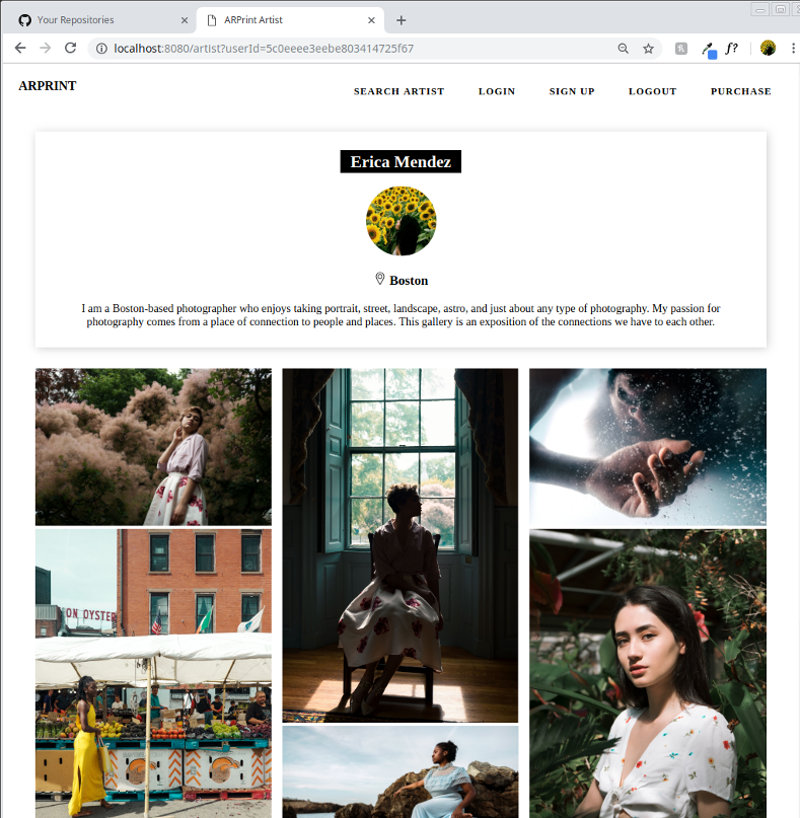 Your Repositories
ARPrint Artist
localhost:8080/artist?userId=5c0eeee3eebe803414725f67
f?
ARPRINT
SEARCH ARTIST LOGIN SIGN UP LOGOUT PURCHASE
Erica Mendez
Boston
I am a Boston-based photographer who enjoys taking portrait, street, landscape, astro, and just about any type of photography. My passion for
photography comes from a place of connection to people and places. This gallery is an exposition of the connections we have to each other.
ON OYSTER